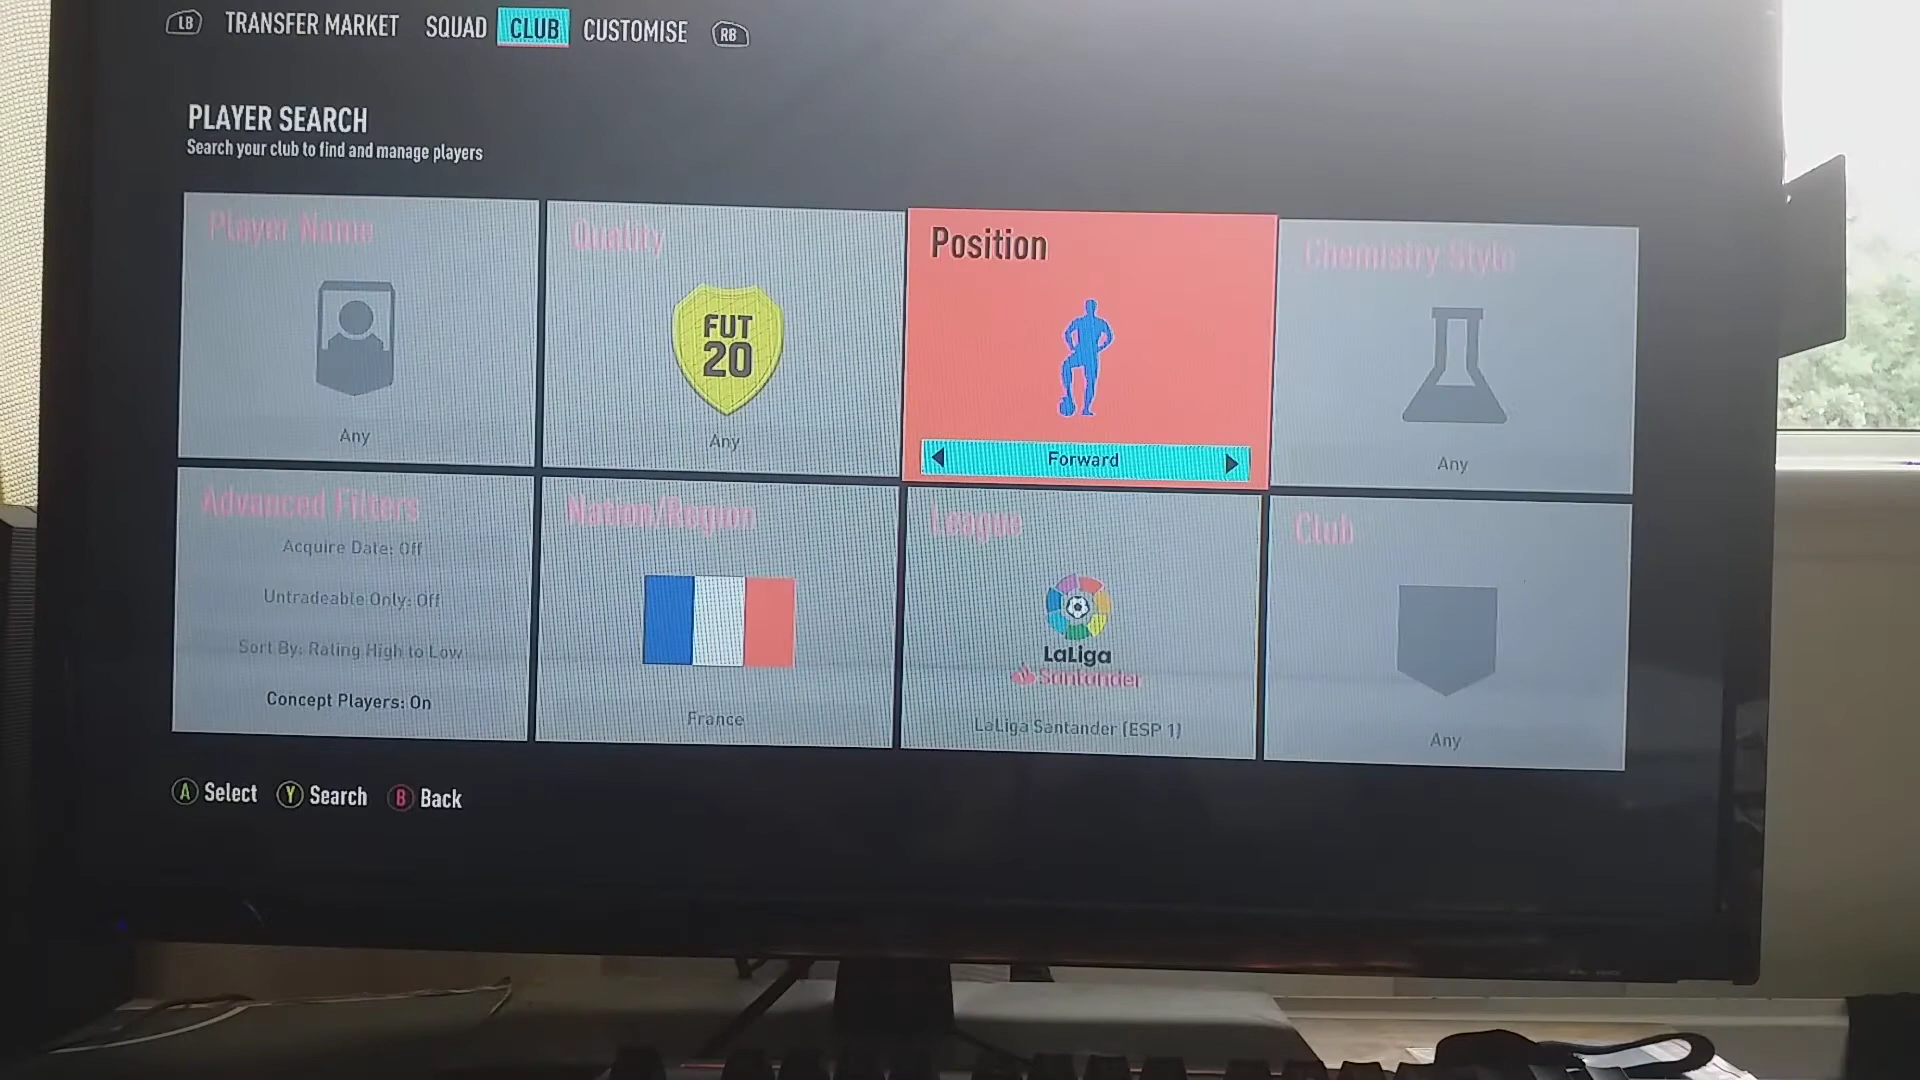 LB TRANSFER MARKET SQUAD CLUB CUSTOMISE RB
PLAYER SEARCH
Search your club to find and manage players
Player Name
Any
Quality
FUT
20
Any
Position
Forward
Chemistry Style
Any
Advanced Filters
Acquire Date: Off
Untradeable Only: Off
Sort By: Rating High to Low
Concept Players: On
Nation/Region
France
League
LaLiga
Santander
LaLiga Santander (ESP 1)
Club
Any
A Select Y Search B Back